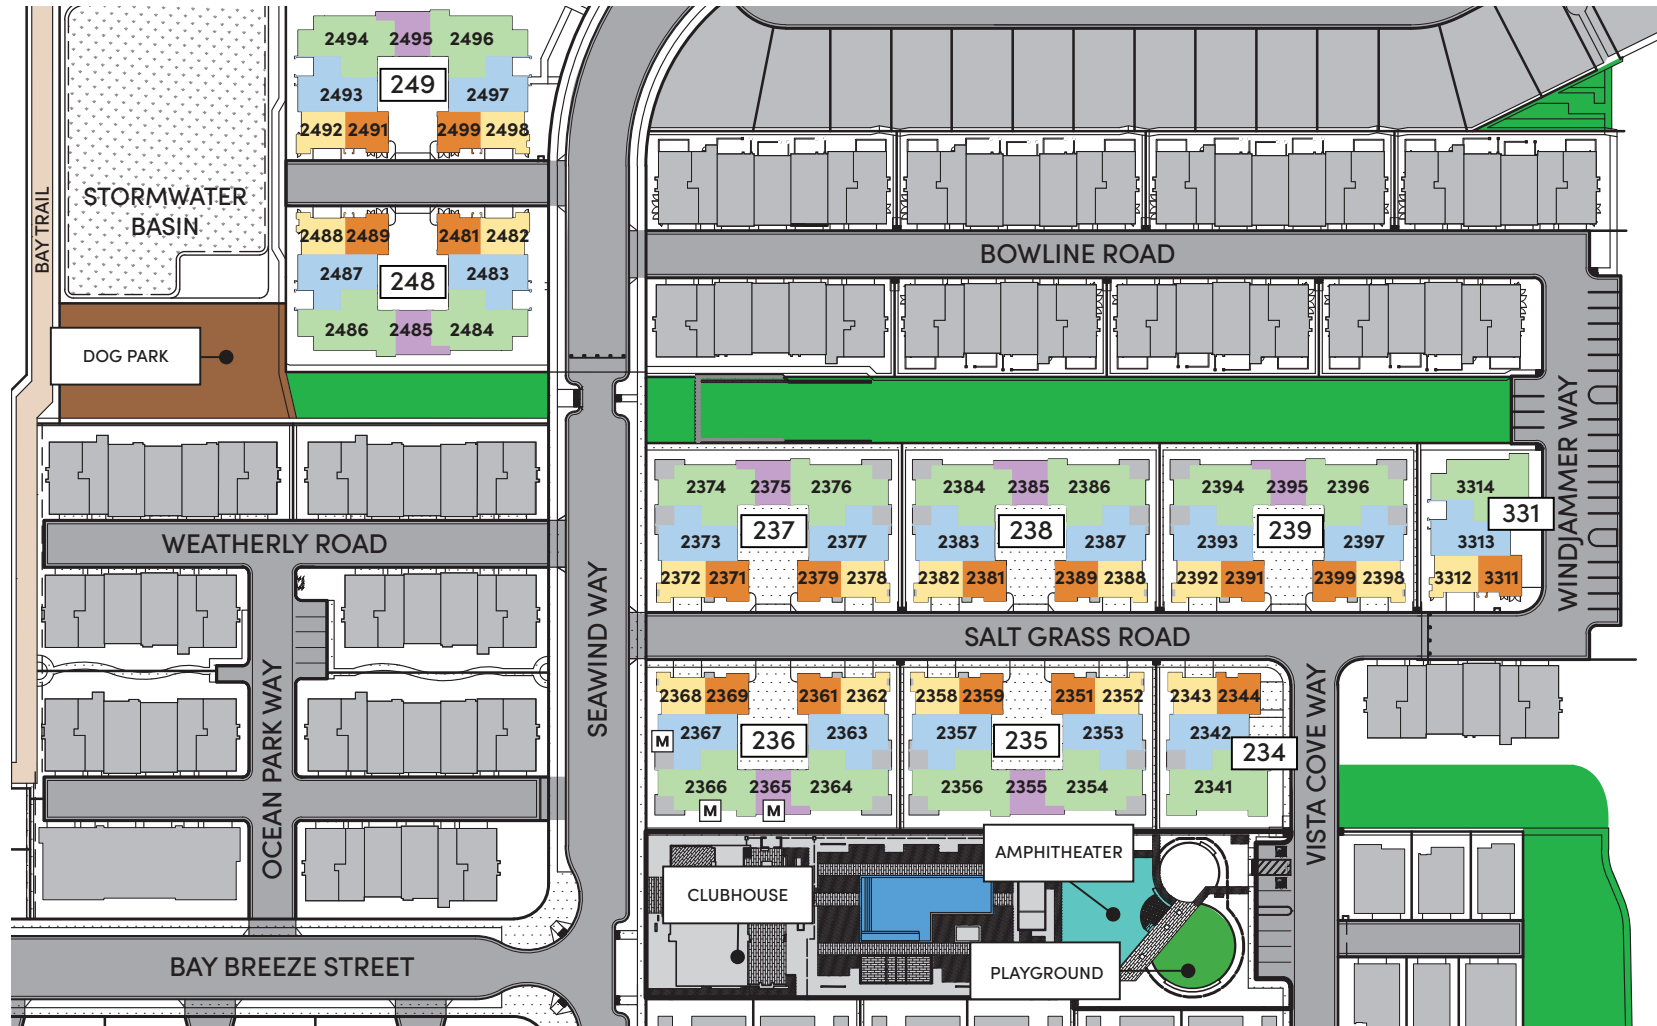 2494 2495 2496
249
2493 2497
2492 2491 2499 2498
STORMWATER
BASIN
BAY TRAIL
2488 2489 2481 2482
2487 2483
248
2486 2485 2484
DOG PARK
BOWLINE ROAD
WINDJAMMER WAY
2374 2375 2376
237
2373 2377
2372 2371 2379 2378
2384 2385 2386
238
2383 2387
2382 2381 2389 2388
2394 2395 2396
239
2393 2397
2392 2391 2399 2398
3314
331
3313
3312 3311
WEATHERLY ROAD
SEAWIND WAY
SALT GRASS ROAD
OCEAN PARK WAY
VISTA COVE WAY
2368 2369 2361 2362
M 2367 236 2363
2366 2365 2364
M M
2358 2359 2351 2352
2357 235 2353
2356 2355 2354
2343 2344
2342
234
2341
AMPHITHEATER
CLUBHOUSE
PLAYGROUND
BAY BREEZE STREET